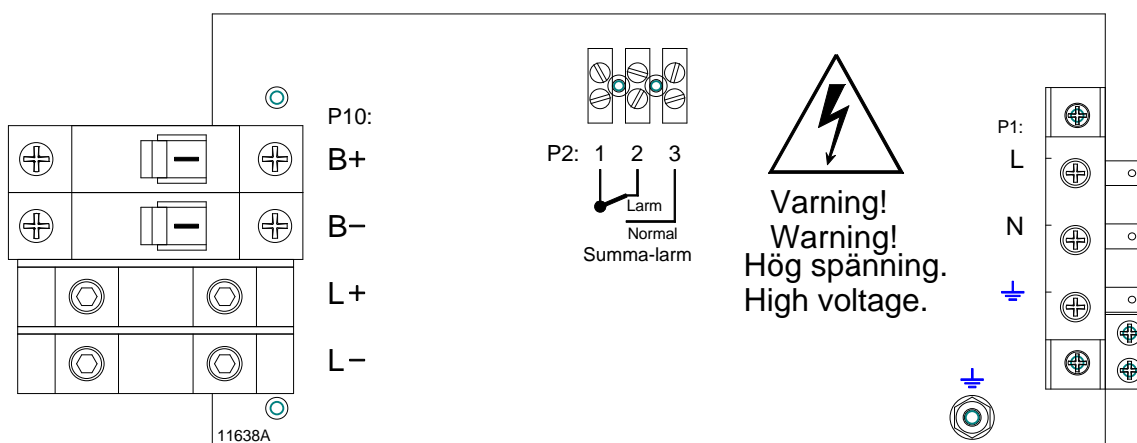 P10:
B+
B−
L+
L−
P2: 1 2 3
Larm
Normal
Summa-larm
Varning!
Warning!
Hög spänning.
High voltage.
P1:
L
N
11638A